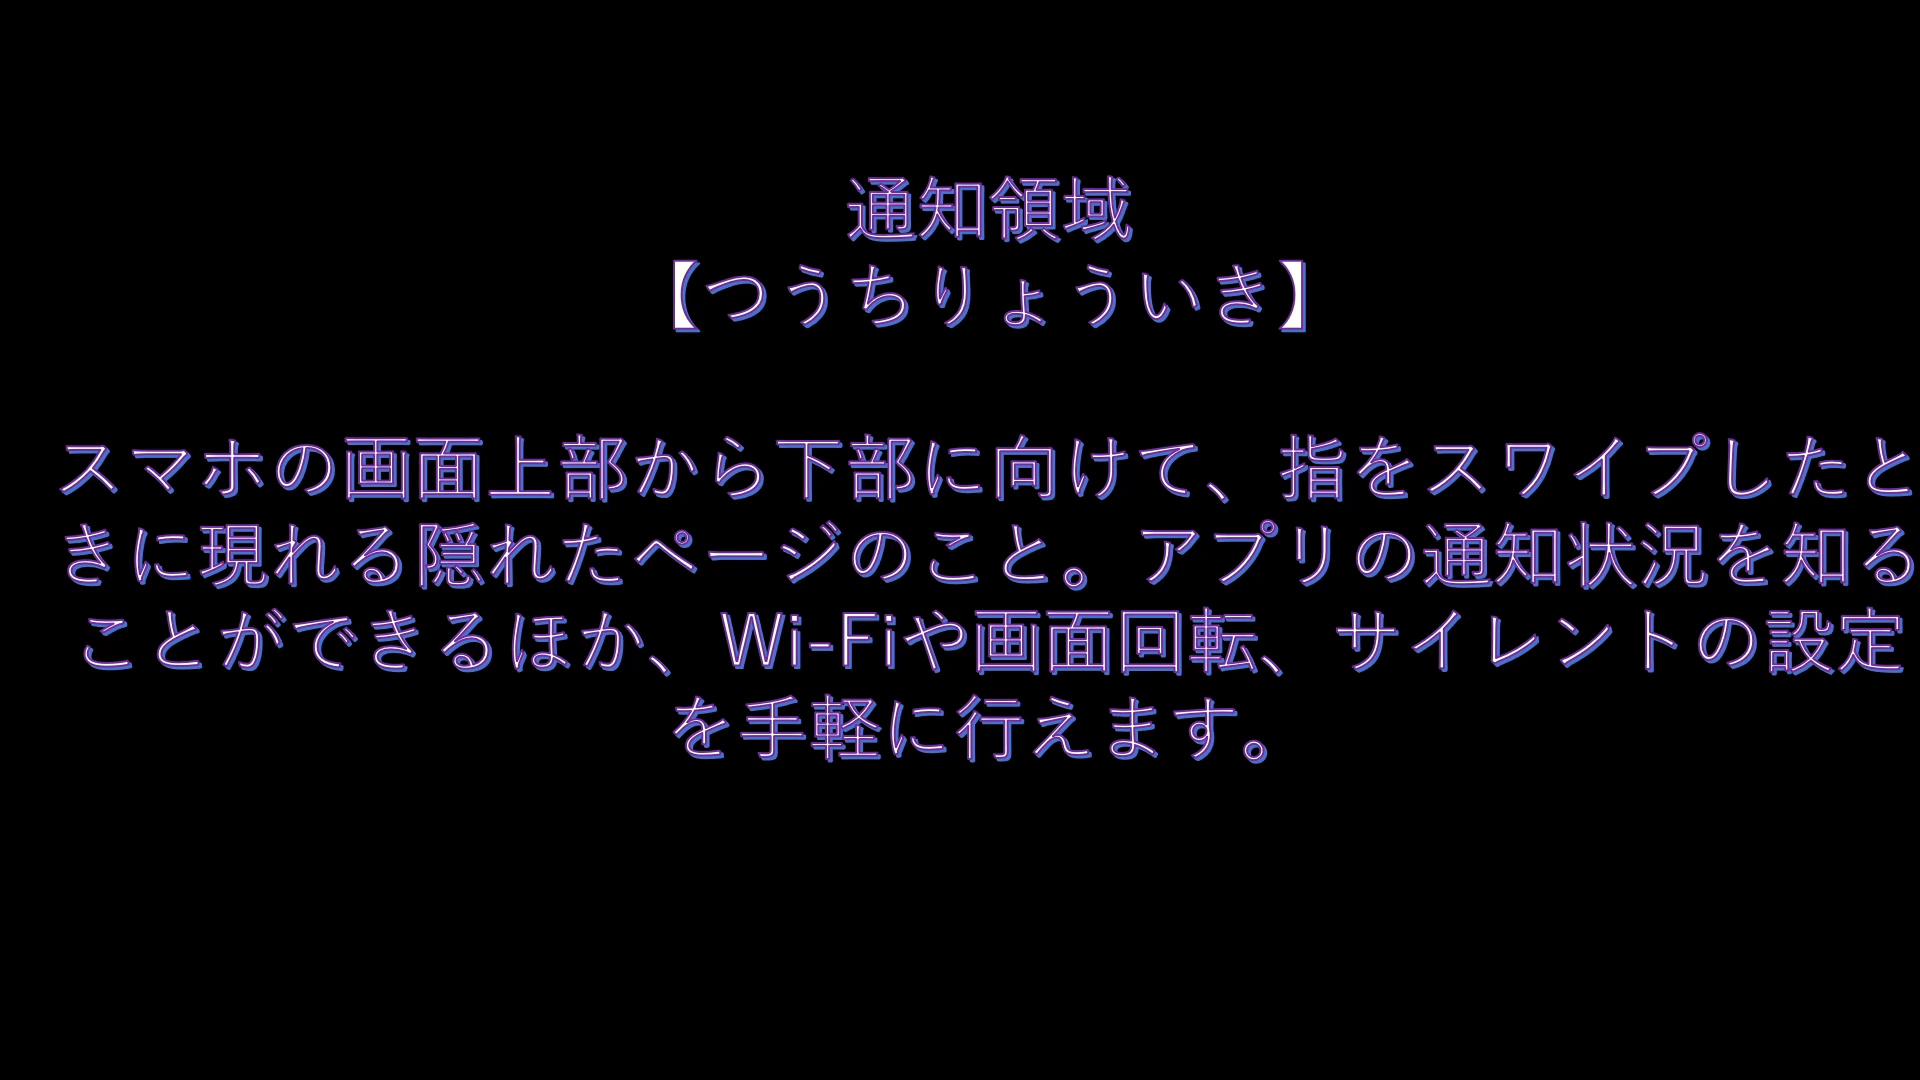 通知領域
【つうちりょういき】
スマホの画面上部から下部に向けて、指をスワイプしたと
きに現れる隠れたページのこと。アプリの通知状況を知る
ことができるほか、Wi-Fiや画面回転、サイレントの設定
を手軽に行えます。